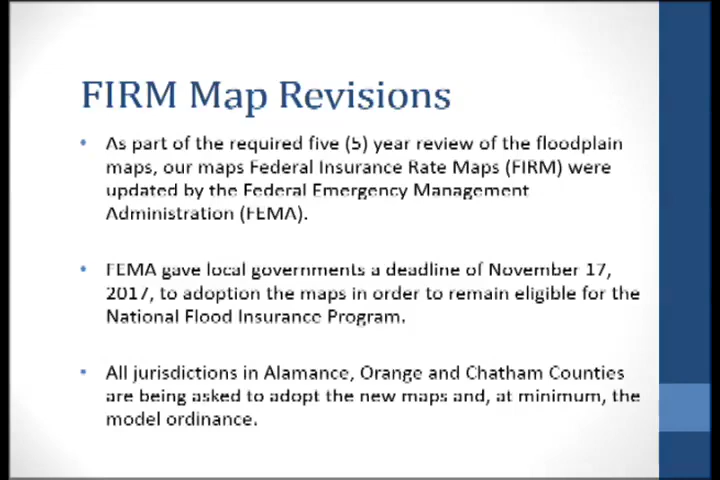 FIRM Map Revisions
• As part of the required five (5) year review of the floodplain
maps, our maps Federal Insurance Rate Maps (FIRM) were
updated by the Federal Emergency Management
Administration (FEMA).
• FEMA gave local governments a deadline of November 17,
2017, to adoption the maps in order to remain eligible for the
National Flood Insurance Program.
• All jurisdictions in Alamance, Orange and Chatham Counties
are being asked to adopt the new maps and, at minimum, the
model ordinance.